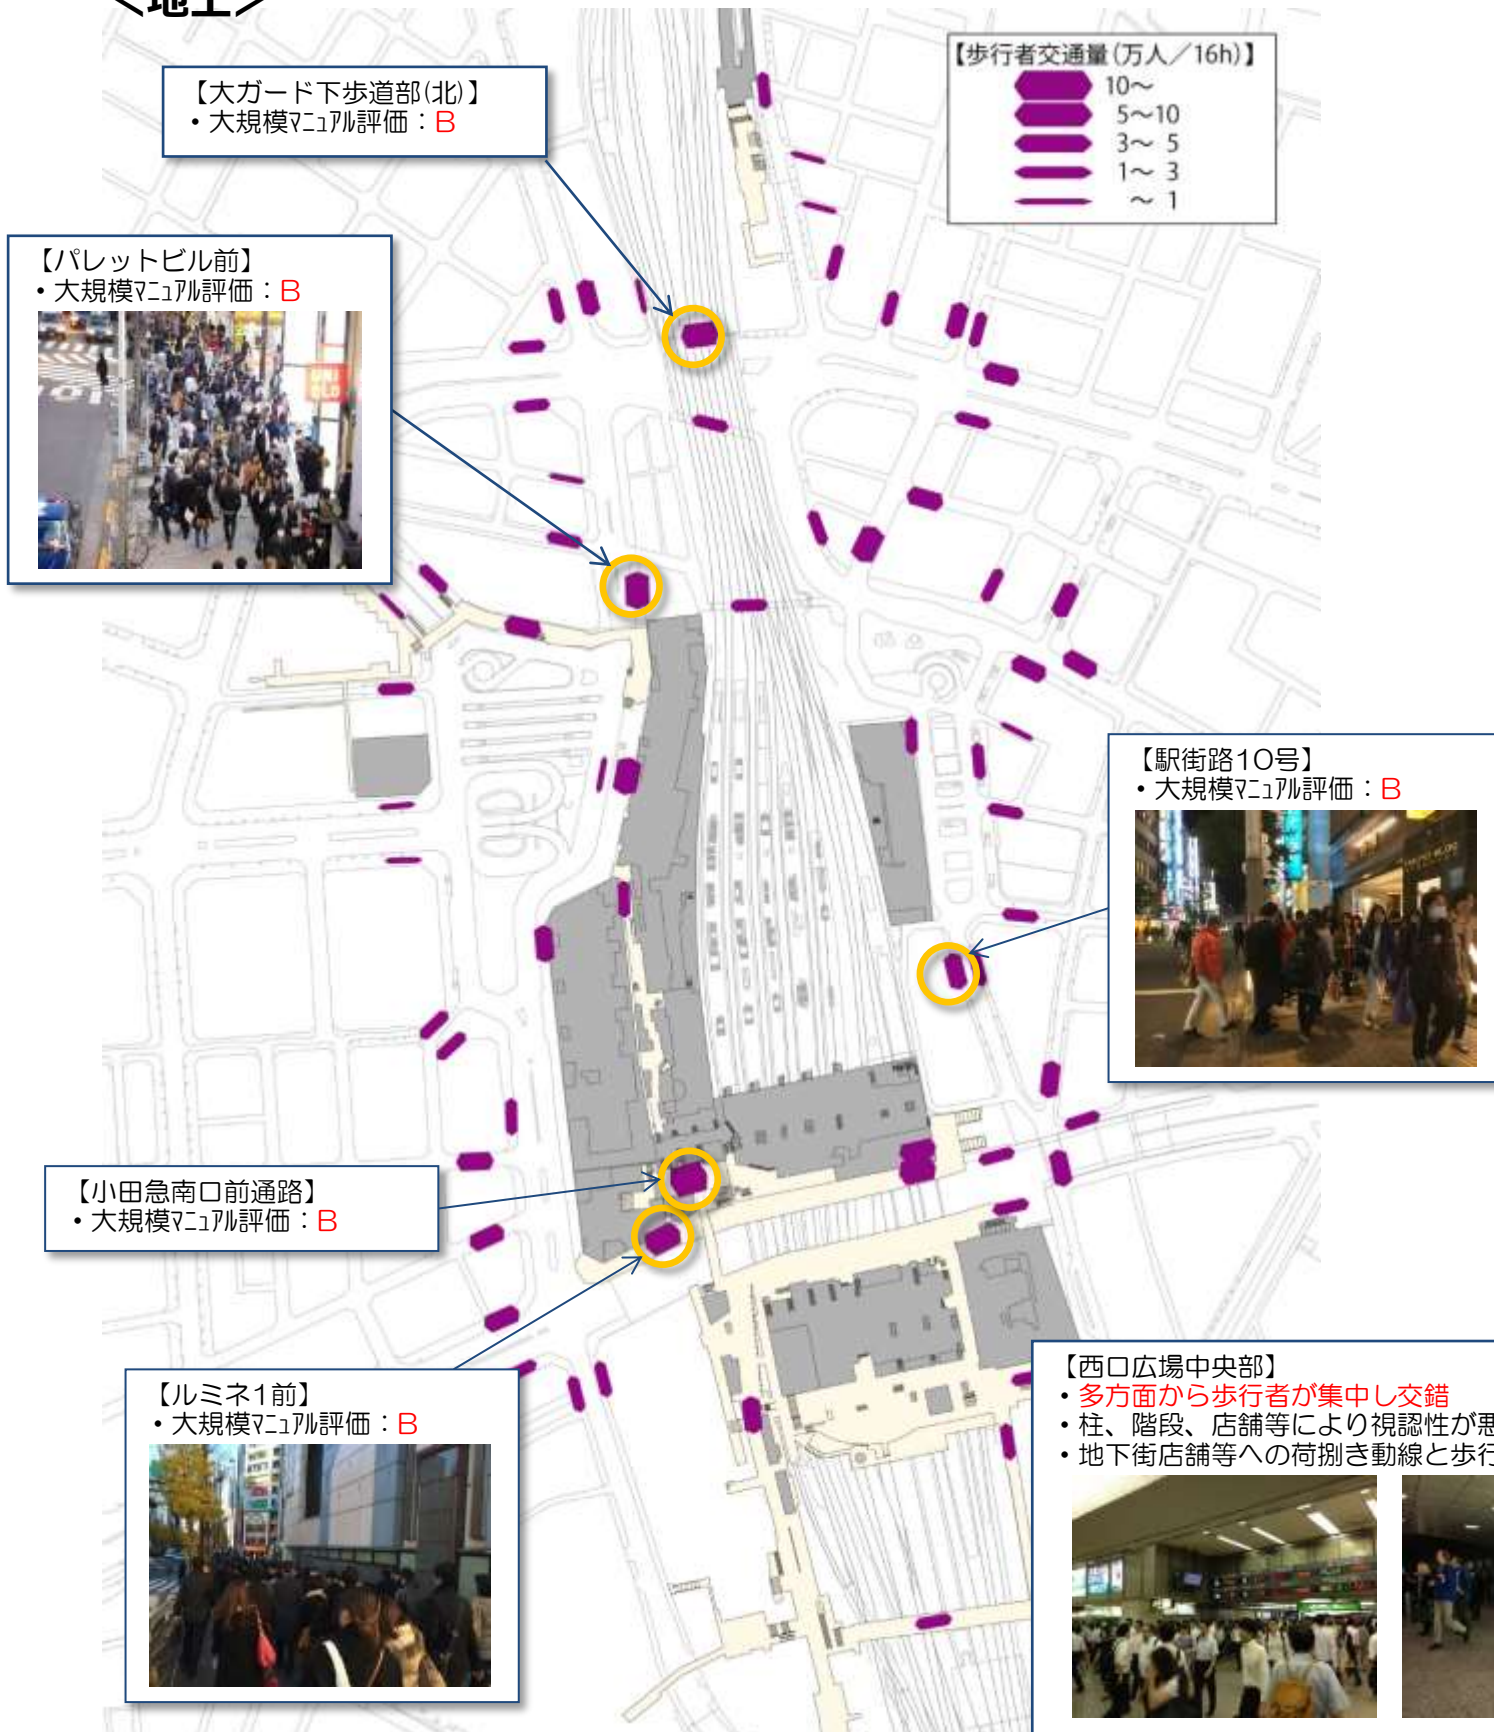 ＜地上＞
【歩行者交通量(万人／16h)】
10～
5～10
3～ 5
1～ 3
～ 1
【大ガード下歩道部(北)】
・大規模ﾏﾆｭｱﾙ評価：B
【パレットビル前】
・大規模ﾏﾆｭｱﾙ評価：B
UNI
QLO
【駅街路10号】
・大規模ﾏﾆｭｱﾙ評価：B
【小田急南口前通路】
・大規模ﾏﾆｭｱﾙ評価：B
【ルミネ1前】
・大規模ﾏﾆｭｱﾙ評価：B
【西口広場中央部】
・多方面から歩行者が集中し交錯
・柱、階段、店舗等により視認性が悪
・地下街店舗等への荷捌き動線と歩行